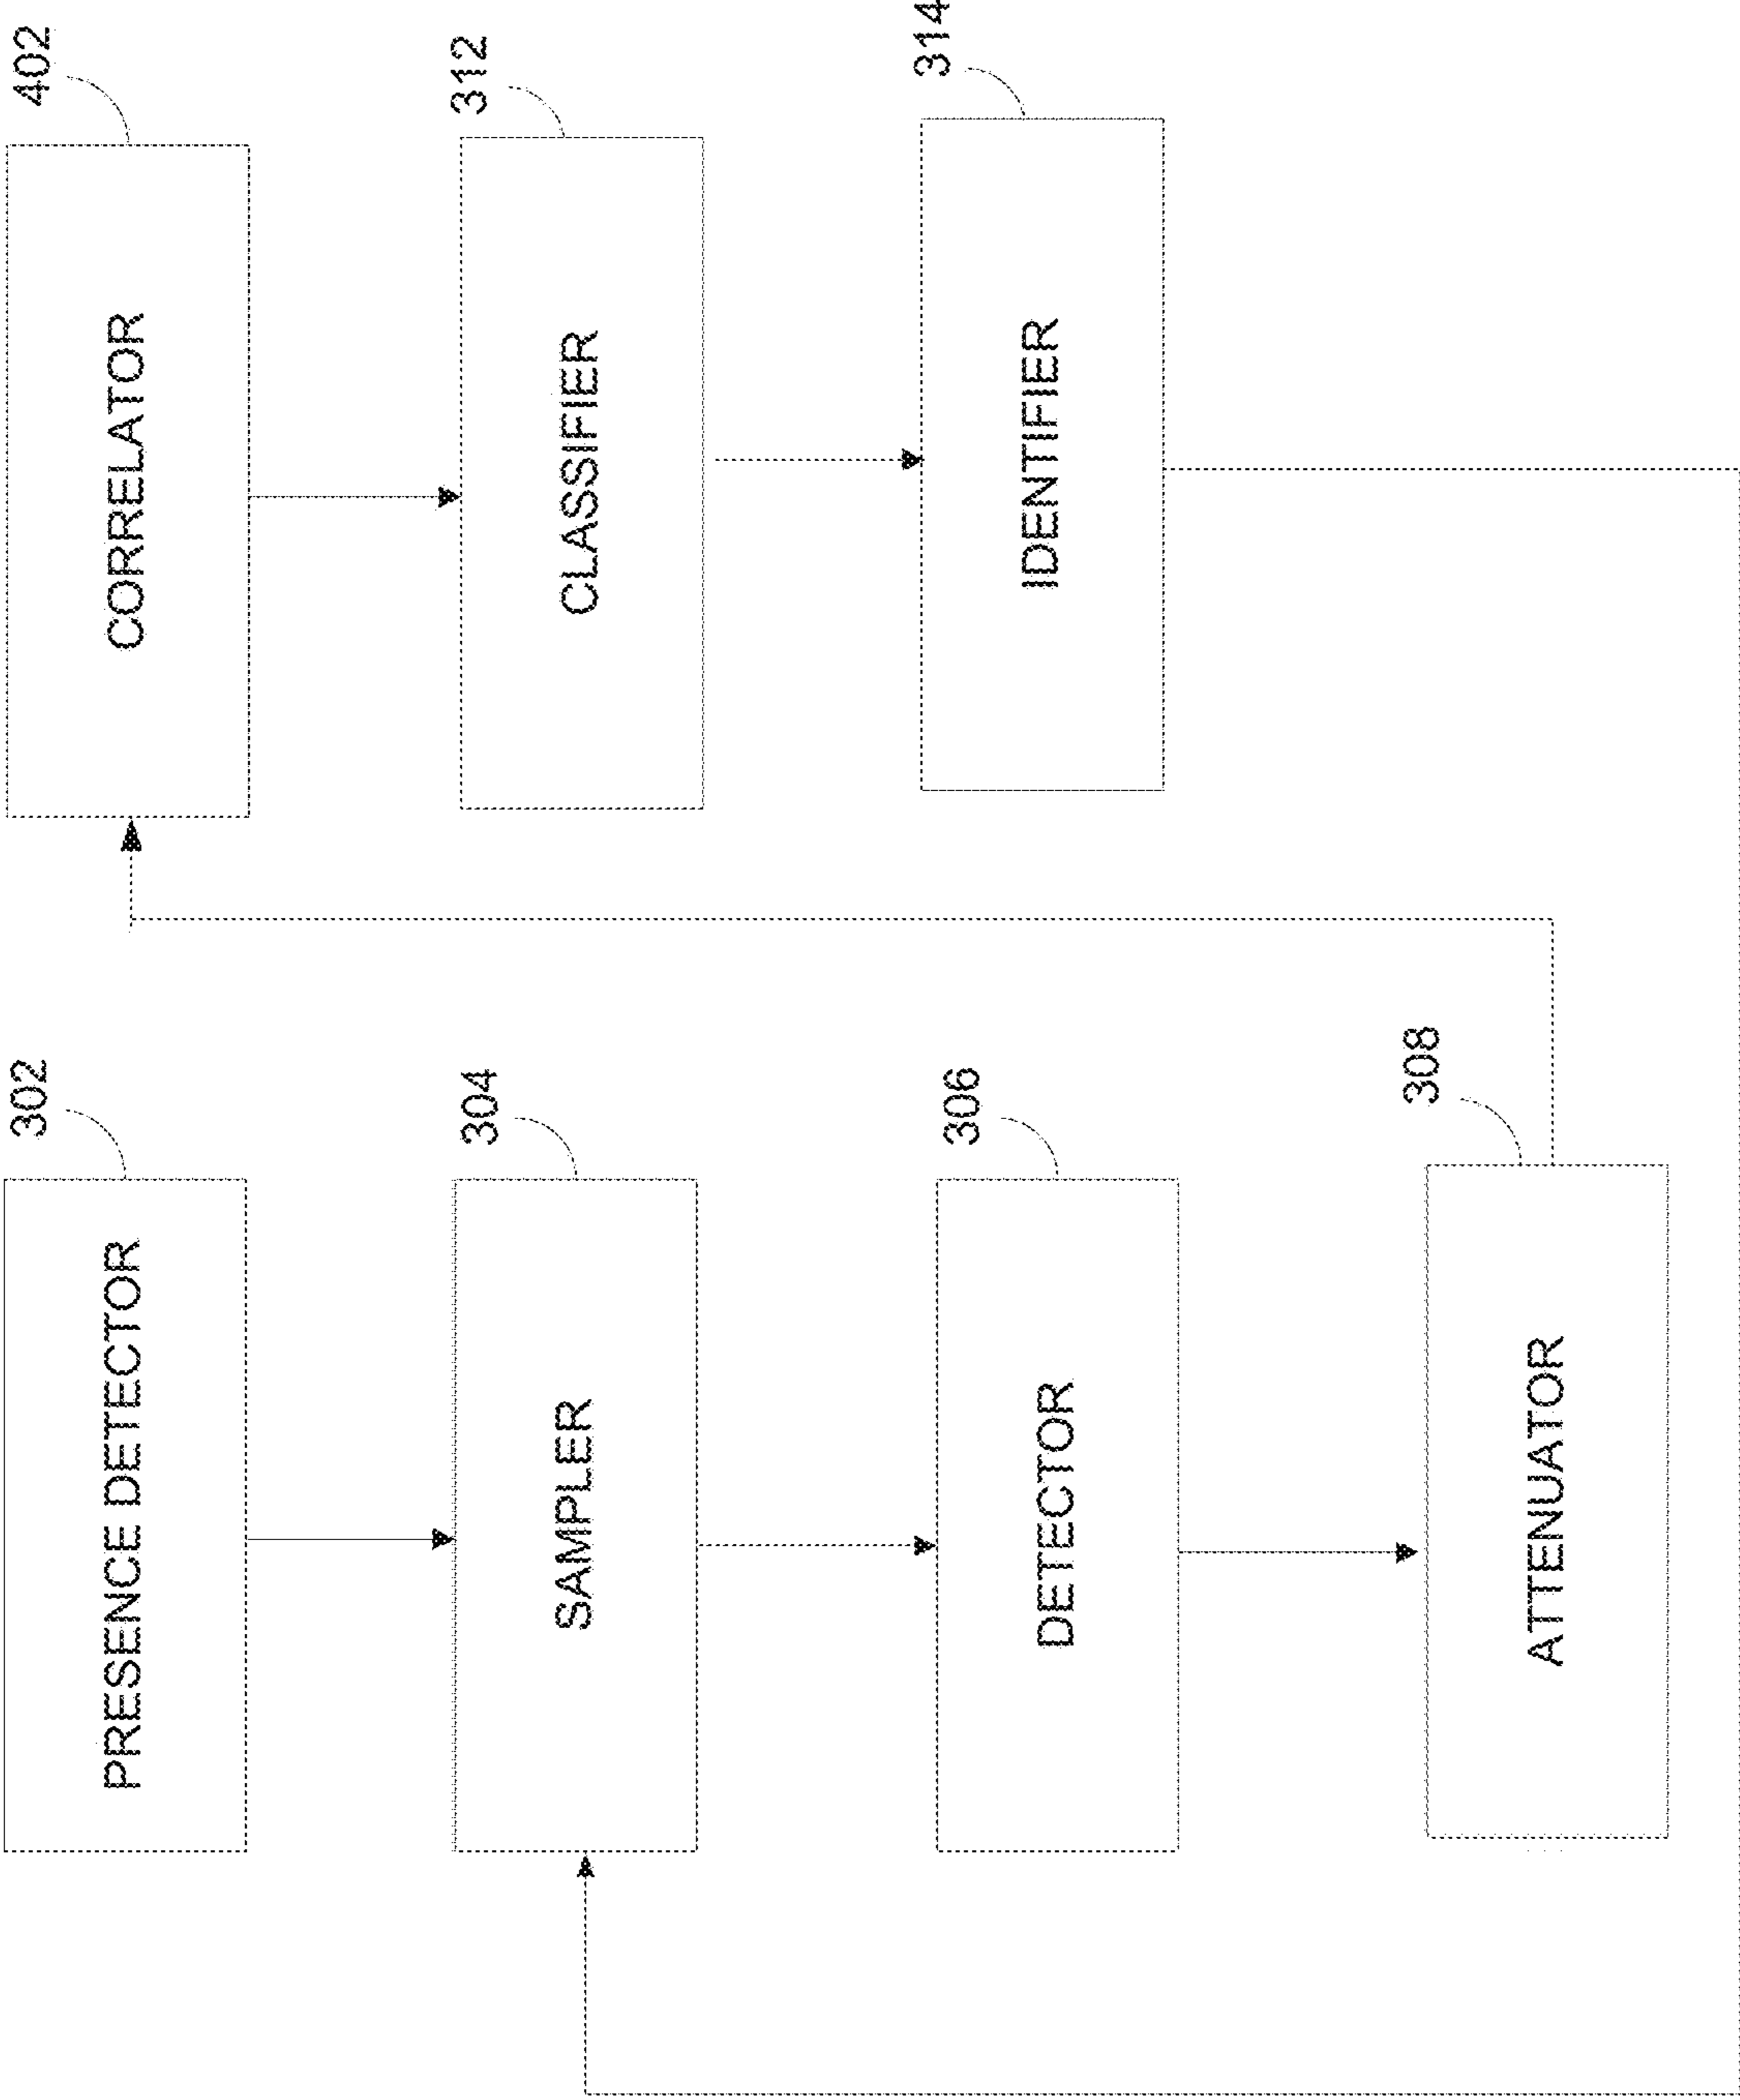 302
PRESENCE DETECTOR
304
SAMPLER
306
DETECTOR
308
ATTENUATOR
402
CORRELATOR
312
CLASSIFIER
314
IDENTIFIER